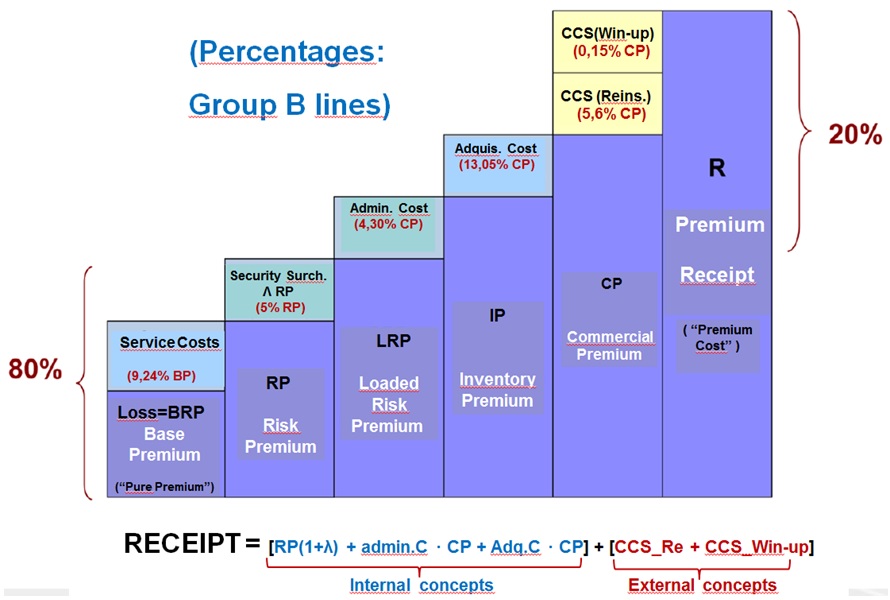 (Percentages:
Group B lines)
CCS(Win-up)
(0,15% CP)
CCS (Reins.)
(5,6% CP)
Adquis. Cost
(13,05% CP)
Admin. Cost
(4,30% CP)
Security Surch.
Λ RP
(5% RP)
Service Costs
(9,24% BP)
Loss=BRP
Base
Premium
(“Pure Premium”)
RP
Risk
Premium
LRP
Loaded
Risk
Premium
IP
Inventory
Premium
CP
Commercial
Premium
R
Premium
Receipt
( “Premium
Cost” )
80%
20%
RECEIPT = [RP(1+λ) + admin.C · CP + Adq.C · CP] + [CCS_Re + CCS_Win-up]
Internal concepts
External concepts